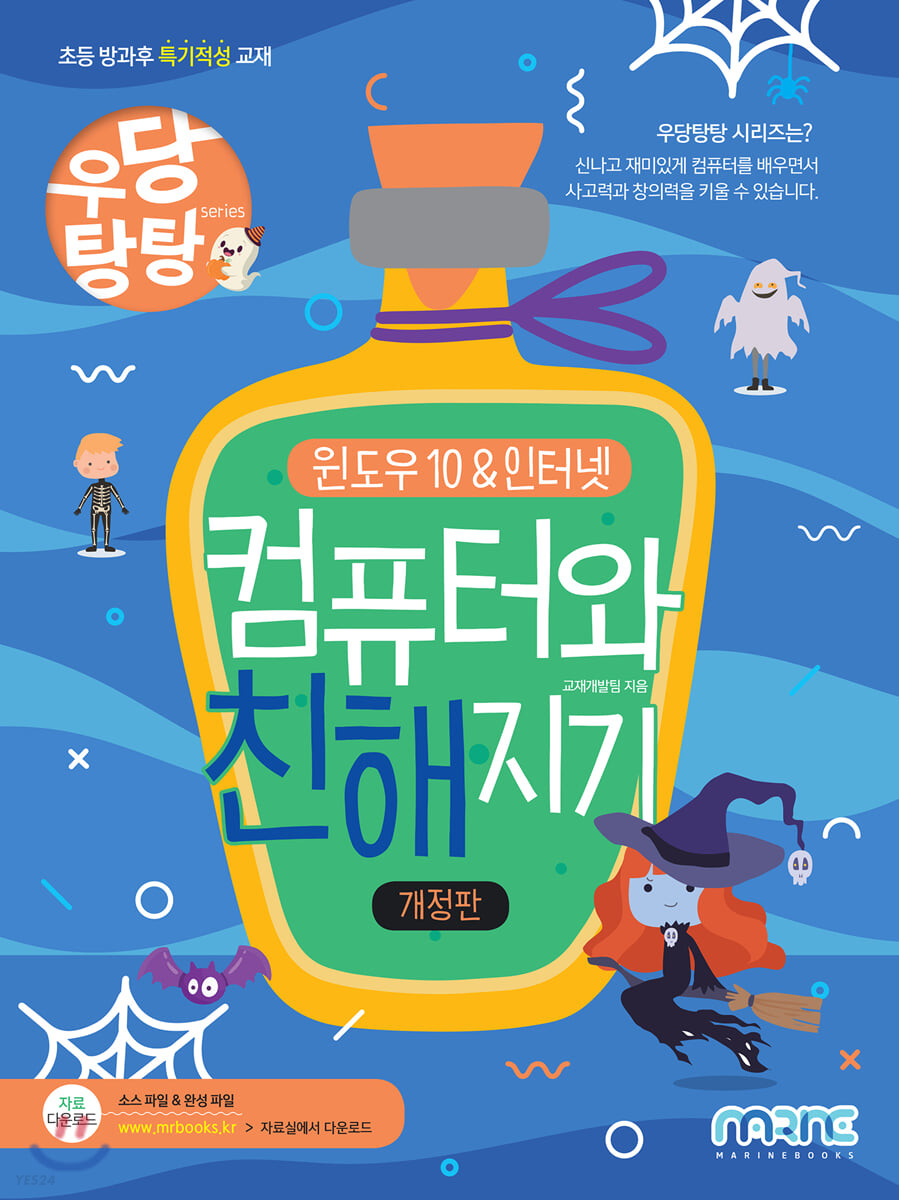 초등 방과후 특기적성 교재
우당
탕탕
series
우당탕탕 시리즈는?
신나고 재미있게 컴퓨터를 배우면서
사고력과 창의력을 키울 수 있습니다.
윈도우 10 & 인터넷
컴퓨터와
교재개발팀 지음
친해지기
개정판
자료
다운로드
소스 파일 & 완성 파일
www.mrbooks.kr > 자료실에서 다운로드
MARINE
MARINEBOOKS
YES24